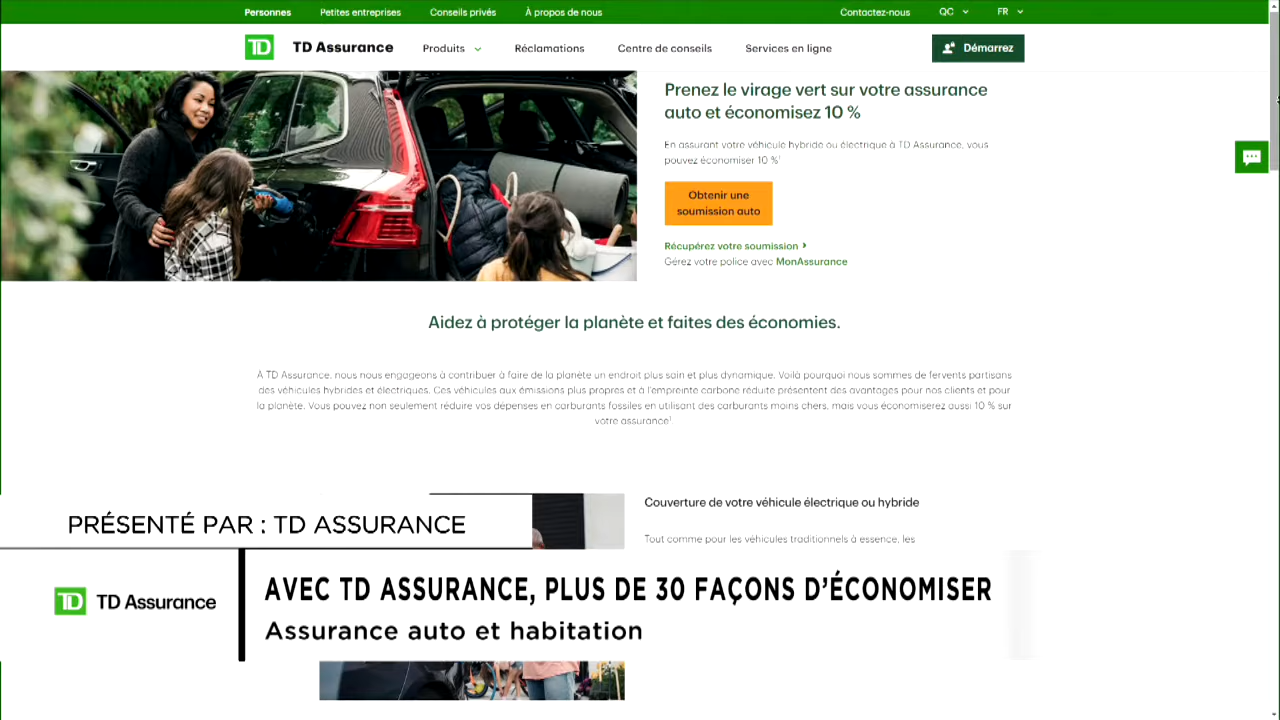 Personnes Petites entreprises Conseils privés À propos de nous Contactez-nous QC FR
TD TD Assurance Produits Réclamations Centre de conseils Services en ligne Démarrez
Prenez le virage vert sur votre assurance
auto et économisez 10 %
En assurant votre véhicule hybride ou électrique à TD Assurance, vous
pouvez économiser 10 %¹
Obtenir une
soumission auto
Récupérez votre soumission
Gérez votre police avec MonAssurance
Aidez à protéger la planète et faites des économies.
À TD Assurance, nous nous engageons à contribuer à faire de la planète un endroit plus sain et plus dynamique. Voilà pourquoi nous sommes de fervents partisans
des véhicules hybrides et électriques. Ces véhicules aux émissions plus propres et à l'empreinte carbone réduite présentent des avantages pour nos clients et pour
la planète. Vous pouvez non seulement réduire vos dépenses en carburants fossiles en utilisant des carburants moins chers, mais vous économiserez aussi 10 % sur
votre assurance¹.
Couverture de votre véhicule électrique ou hybride
Tout comme pour les véhicules traditionnels à essence, les
PRÉSENTÉ PAR : TD ASSURANCE
TD TD Assurance
AVEC TD ASSURANCE, PLUS DE 30 FAÇONS D'ÉCONOMISER
Assurance auto et habitation